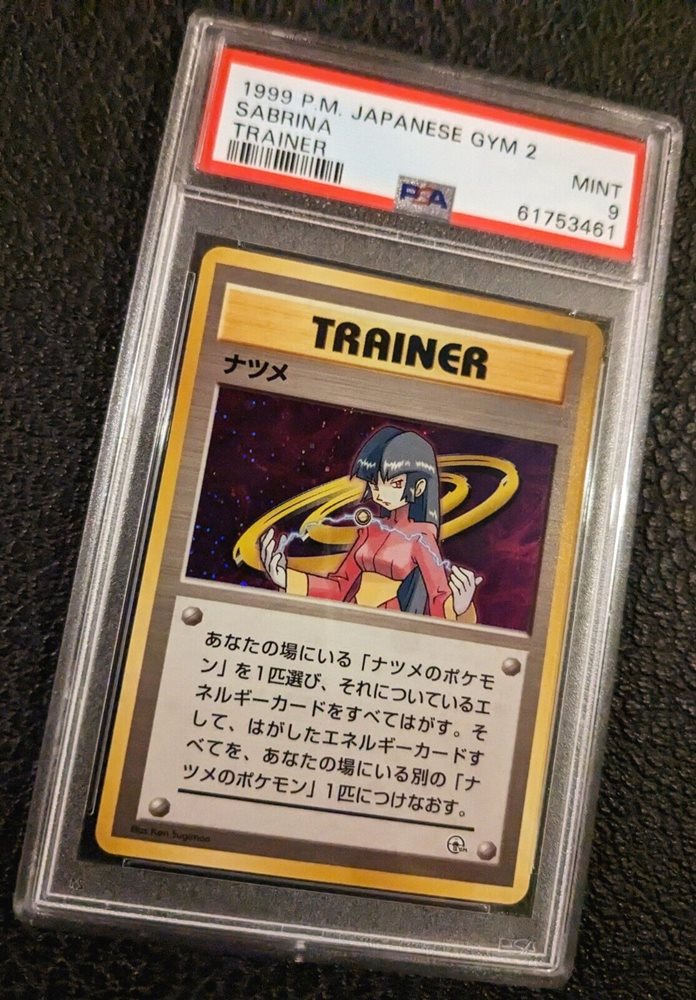 1999 P.M. JAPANESE GYM 2
SABRINA
MINT
TRAINER
9
PSA
61753461
TRAINER
ナツメ
あなたの場にいる「ナツメのポケモ
ン」を1匹選び、それについているエ
ネルギーカードをすべてはがす。そ
して、はがしたエネルギーカードす
べてを、あなたの場にいる別の「ナ
ツメのポケモン」1匹につけなおす。
Illus. Ken Sugimori
PSA